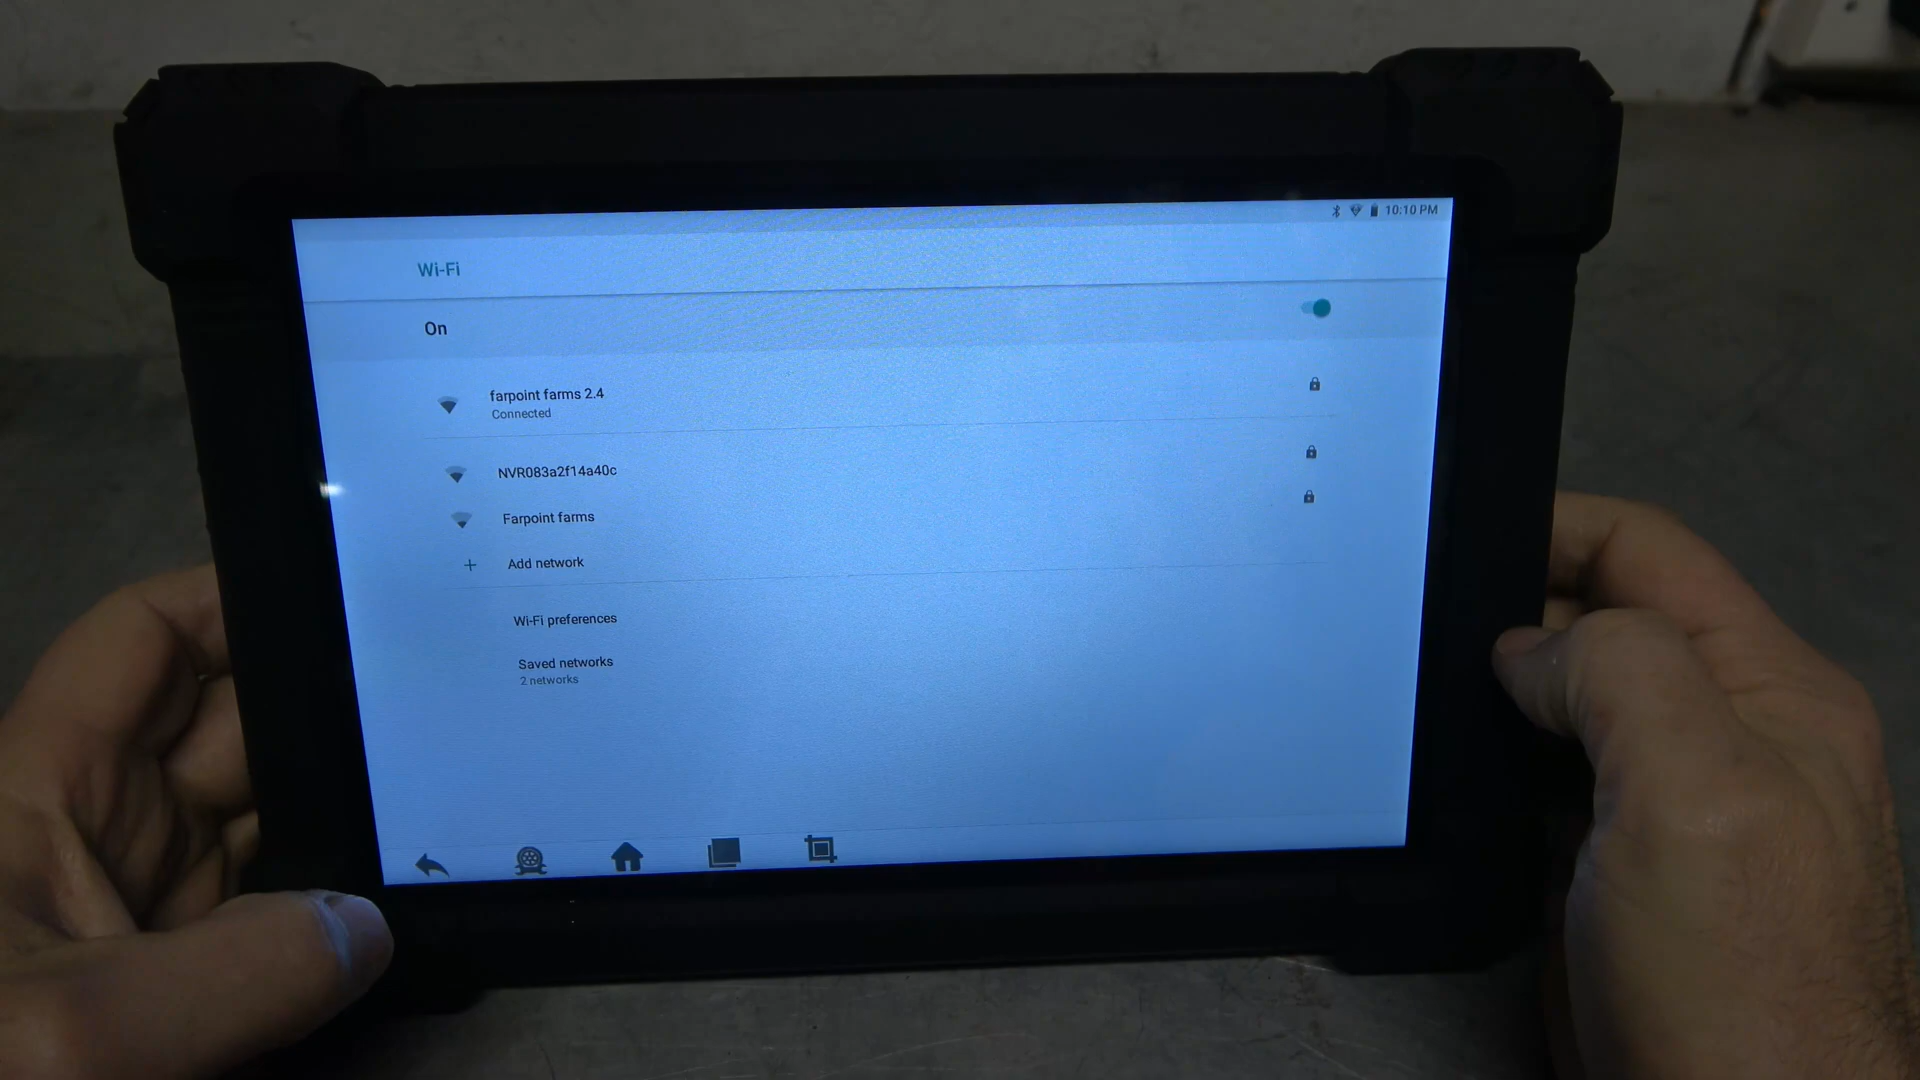 10:10 PM
Wi-Fi
On
farpoint farms 2.4
Connected
NVR083a2f14a40c
Farpoint farms
Add network
Wi-Fi preferences
Saved networks
2 networks